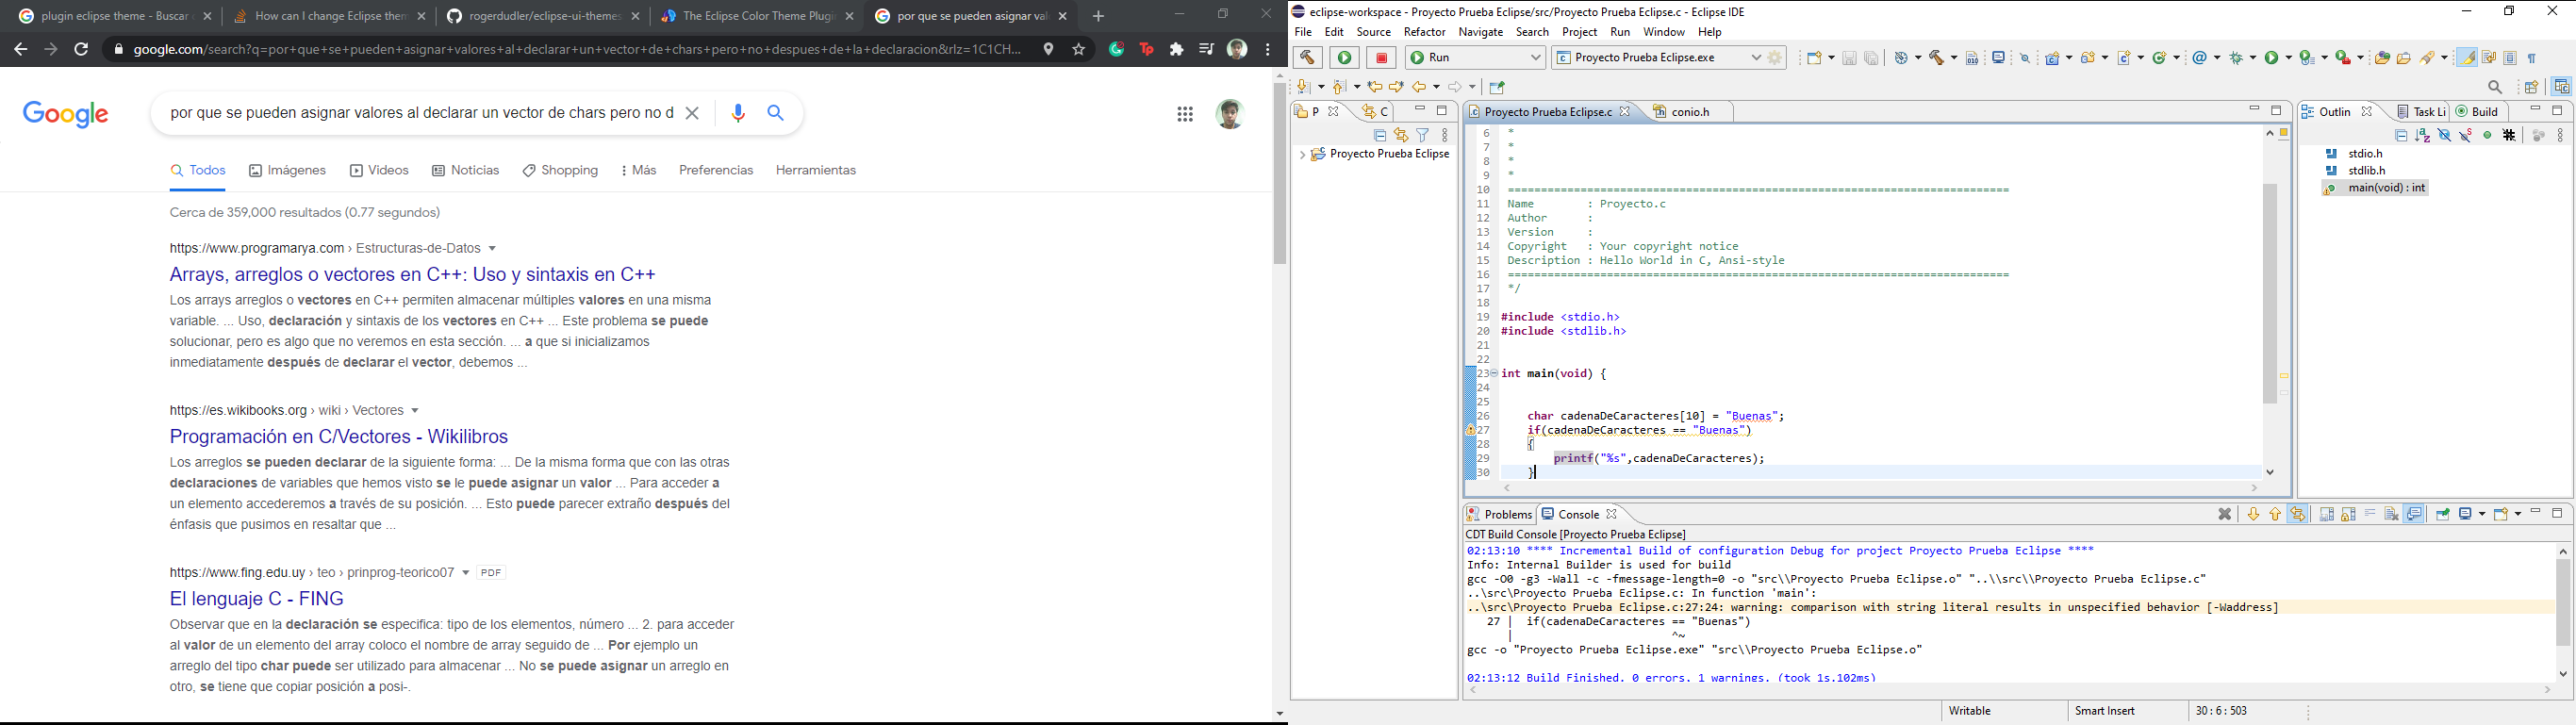 plugin eclipse theme - Buscar c
How can I change Eclipse them
rogerdudler/eclipse-ui-themes
The Eclipse Color Theme Plugi
por que se pueden asignar val
google.com/search?q=por+que+se+pueden+asignar+valores+al+declarar+un+vector+de+chars+pero+no+despues+de+la+declaracion&rlz=1C1CH...
Google
por que se pueden asignar valores al declarar un vector de chars pero no d
Todos
Imágenes
Videos
Noticias
Shopping
Más
Preferencias
Herramientas
Cerca de 359,000 resultados (0.77 segundos)
https://www.programarya.com › Estructuras-de-Datos
Arrays, arreglos o vectores en C++: Uso y sintaxis en C++
Los arrays arreglos o vectores en C++ permiten almacenar múltiples valores en una misma
variable. ... Uso, declaración y sintaxis de los vectores en C++ ... Este problema se puede
solucionar, pero es algo que no veremos en esta sección. ... a que si inicializamos
inmediatamente después de declarar el vector, debemos ...
https://es.wikibooks.org › wiki › Vectores
Programación en C/Vectores - Wikilibros
Los arreglos se pueden declarar de la siguiente forma: ... De la misma forma que con las otras
declaraciones de variables que hemos visto se le puede asignar un valor ... Para acceder a
un elemento accederemos a través de su posición. ... Esto puede parecer extraño después del
énfasis que pusimos en resaltar que ...
https://www.fing.edu.uy › teo › prinprog-teorico07 PDF
El lenguaje C - FING
Observar que en la declaración se especifica: tipo de los elementos, número ... 2. para acceder
al valor de un elemento del array coloco el nombre de array seguido de ... Por ejemplo un
arreglo del tipo char puede ser utilizado para almacenar ... No se puede asignar un arreglo en
otro, se tiene que copiar posición a posi-.
eclipse-workspace - Proyecto Prueba Eclipse/src/Proyecto Prueba Eclipse.c - Eclipse IDE
File Edit Source Refactor Navigate Search Project Run Window Help
Run
Proyecto Prueba Eclipse.exe
P
C
Proyecto Prueba Eclipse
Proyecto Prueba Eclipse.c
conio.h
6 *
7 *
8 *
9 *
10 ============================================================================
11 Name : Proyecto.c
12 Author :
13 Version :
14 Copyright : Your copyright notice
15 Description : Hello World in C, Ansi-style
16 ============================================================================
17 */
18
19 #include <stdio.h>
20 #include <stdlib.h>
21
22
23 int main(void) {
24
25
26 char cadenaDeCaracteres[10] = "Buenas";
27 if(cadenaDeCaracteres == "Buenas")
28 {
29 printf("%s",cadenaDeCaracteres);
30 }
Outlin
Task Li
Build
stdio.h
stdlib.h
main(void) : int
Problems
Console
CDT Build Console [Proyecto Prueba Eclipse]
02:13:10 **** Incremental Build of configuration Debug for project Proyecto Prueba Eclipse ****
Info: Internal Builder is used for build
gcc -O0 -g3 -Wall -c -fmessage-length=0 -o "src\\Proyecto Prueba Eclipse.o" "..\\src\\Proyecto Prueba Eclipse.c"
..\src\Proyecto Prueba Eclipse.c: In function 'main':
..\src\Proyecto Prueba Eclipse.c:27:24: warning: comparison with string literal results in unspecified behavior [-Waddress]
27 | if(cadenaDeCaracteres == "Buenas")
| ^~
gcc -o "Proyecto Prueba Eclipse.exe" "src\\Proyecto Prueba Eclipse.o"
02:13:12 Build Finished. 0 errors. 1 warnings. (took 1s.102ms)
Writable
Smart Insert
30 : 6 : 503